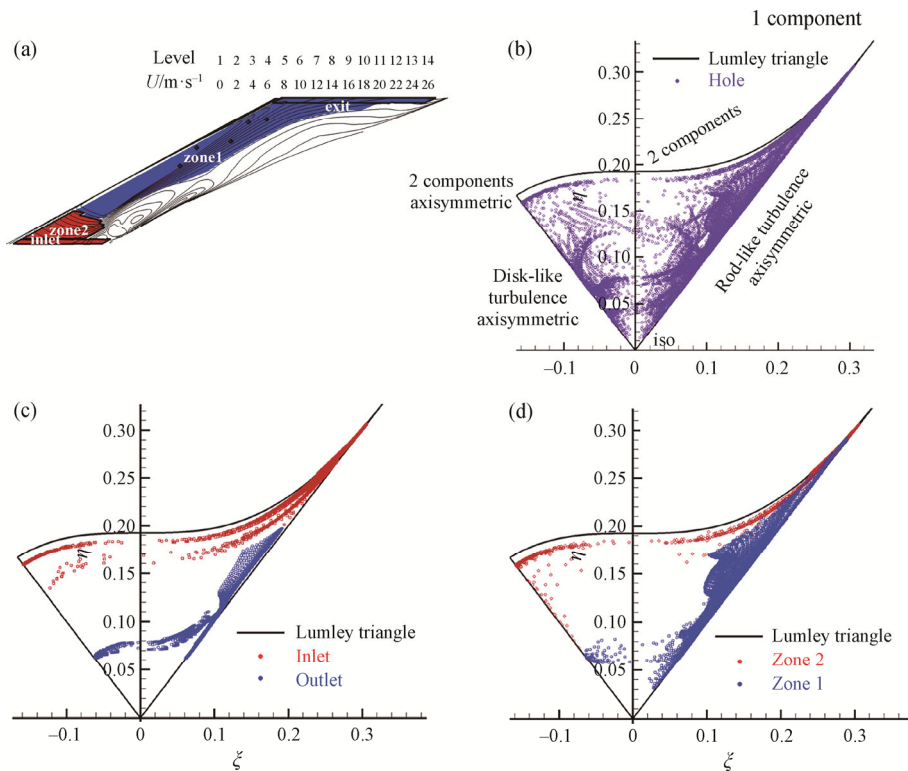 (a)
Level 1 2 3 4 5 6 7 8 9 10 11 12 13 14
U/m·s⁻¹ 0 2 4 6 8 10 12 14 16 18 20 22 24 26
exit
zone1
zone2
inlet
1 component
(b)
Lumley triangle
Hole
0.30
0.25
2 components
0.20
2 components
axisymmetric
η
0.15
0.10
Rod-like turbulence
axisymmetric
Disk-like
turbulence
axisymmetric
0.05
iso
–0.1 0 0.1 0.2 0.3
(c)
0.30
0.25
0.20
η
0.15
0.10
Lumley triangle
Inlet
0.05
Outlet
–0.1 0 0.1 0.2 0.3
ξ
(d)
0.30
0.25
0.20
η
0.15
0.10
Lumley triangle
Zone 2
0.05
Zone 1
–0.1 0 0.1 0.2 0.3
ξ